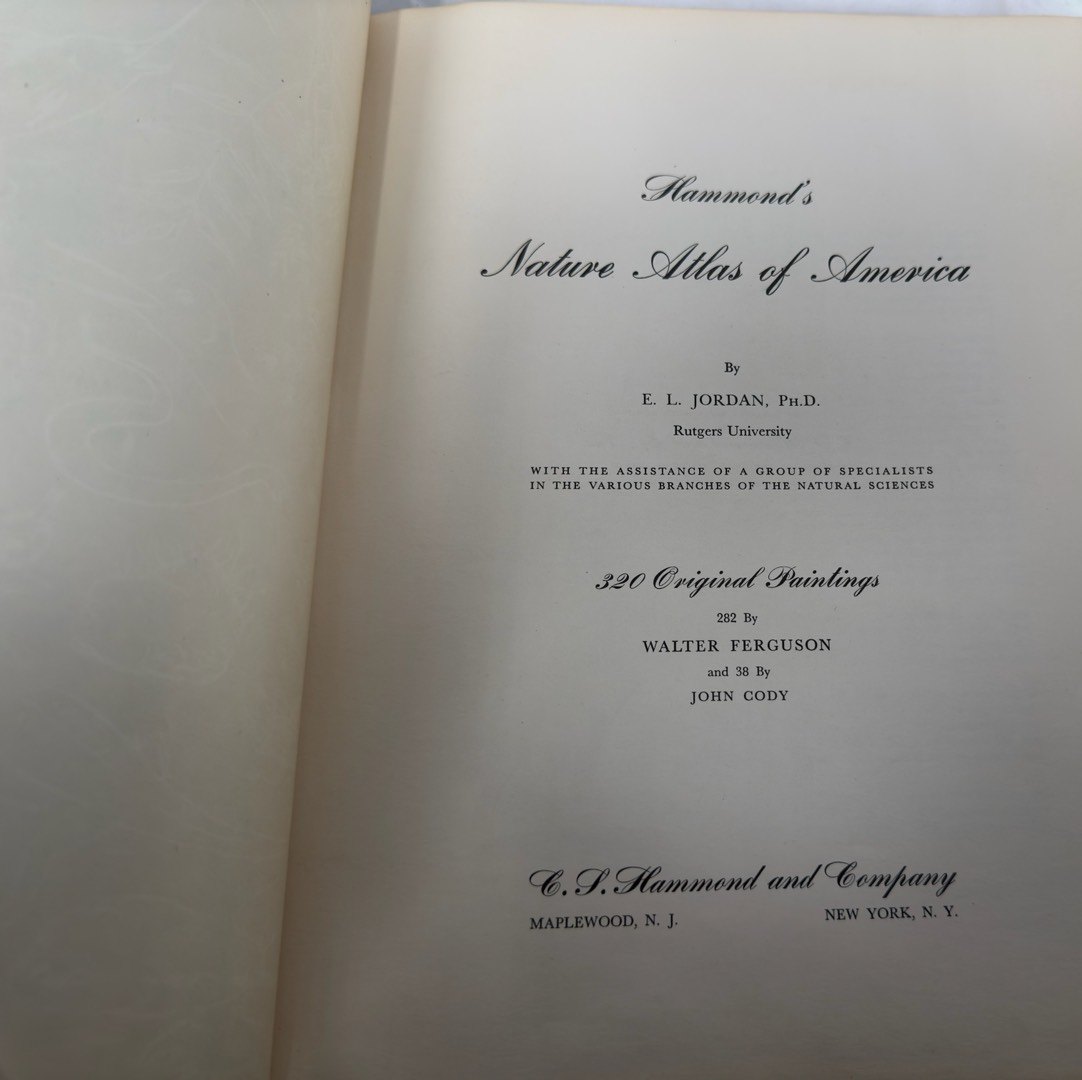 Hammond's
Nature Atlas of America
By
E. L. JORDAN, PH.D.
Rutgers University
WITH THE ASSISTANCE OF A GROUP OF SPECIALISTS
IN THE VARIOUS BRANCHES OF THE NATURAL SCIENCES
320 Original Paintings
282 By
WALTER FERGUSON
and 38 By
JOHN CODY
C. S. Hammond and Company
MAPLEWOOD, N. J. NEW YORK, N. Y.